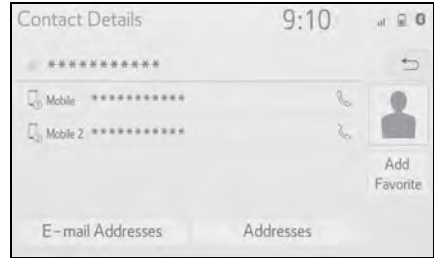 Contact Details 9:10
***********
Mobile ***********
Mobile 2 ***********
Add
Favorite
E-mail Addresses Addresses